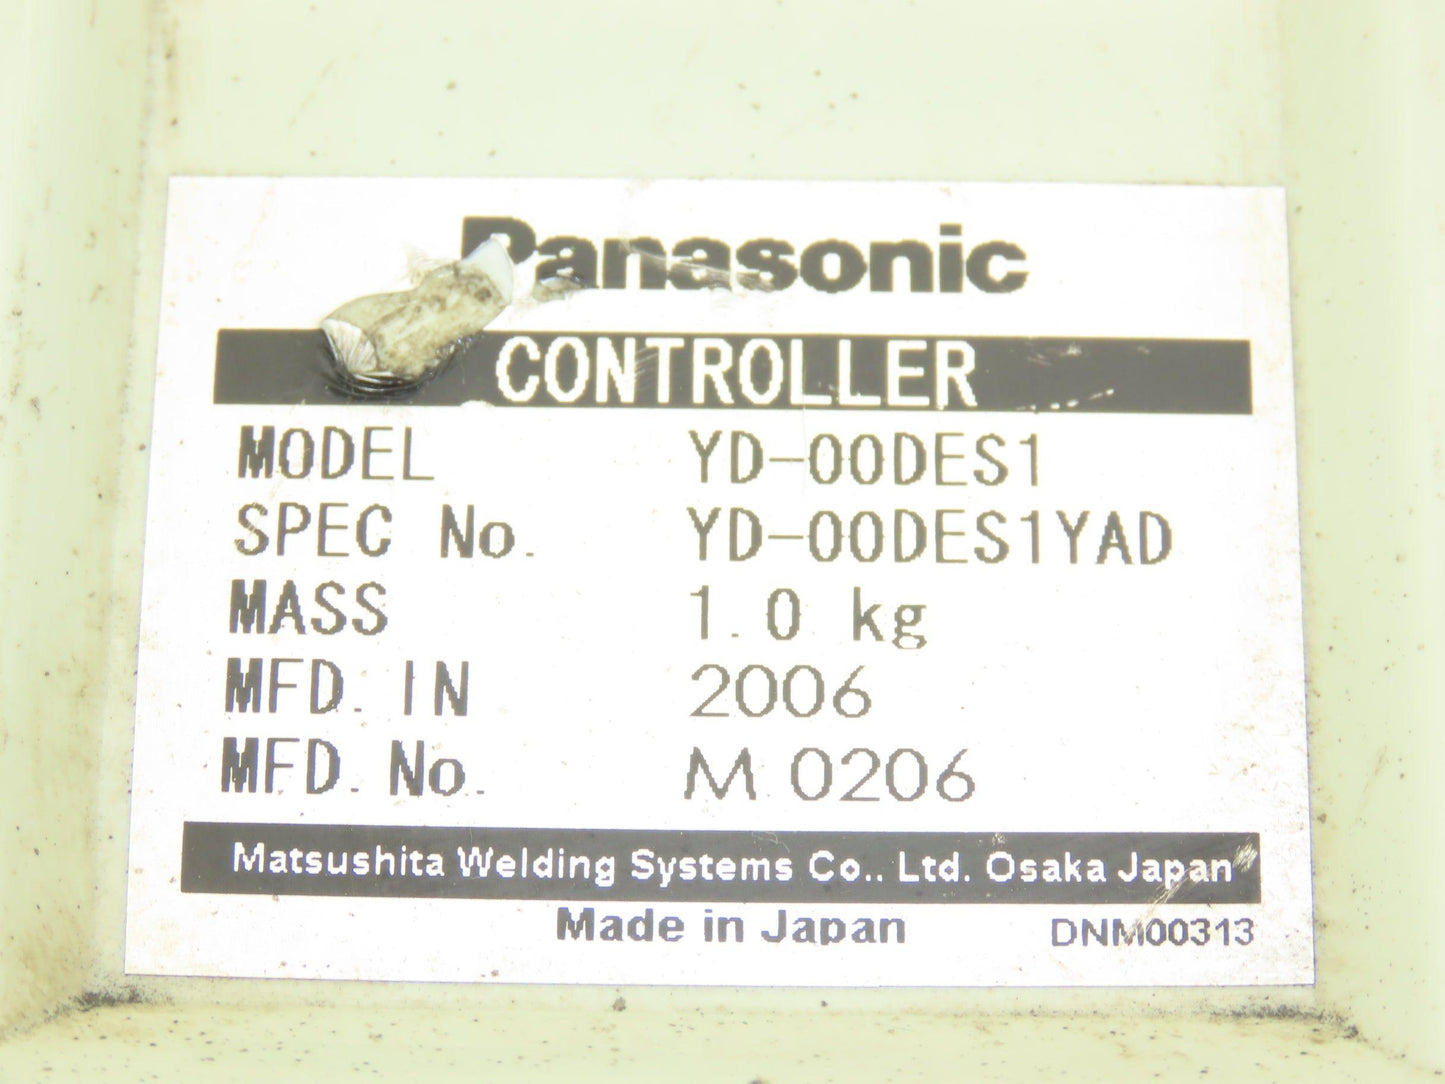 Panasonic
CONTROLLER
MODEL YD-00DES1
SPEC No. YD-00DES1YAD
MASS 1.0 kg
MFD. IN 2006
MFD. No. M 0206
Matsushita Welding Systems Co.. Ltd. Osaka Japan
Made in Japan DNM00313